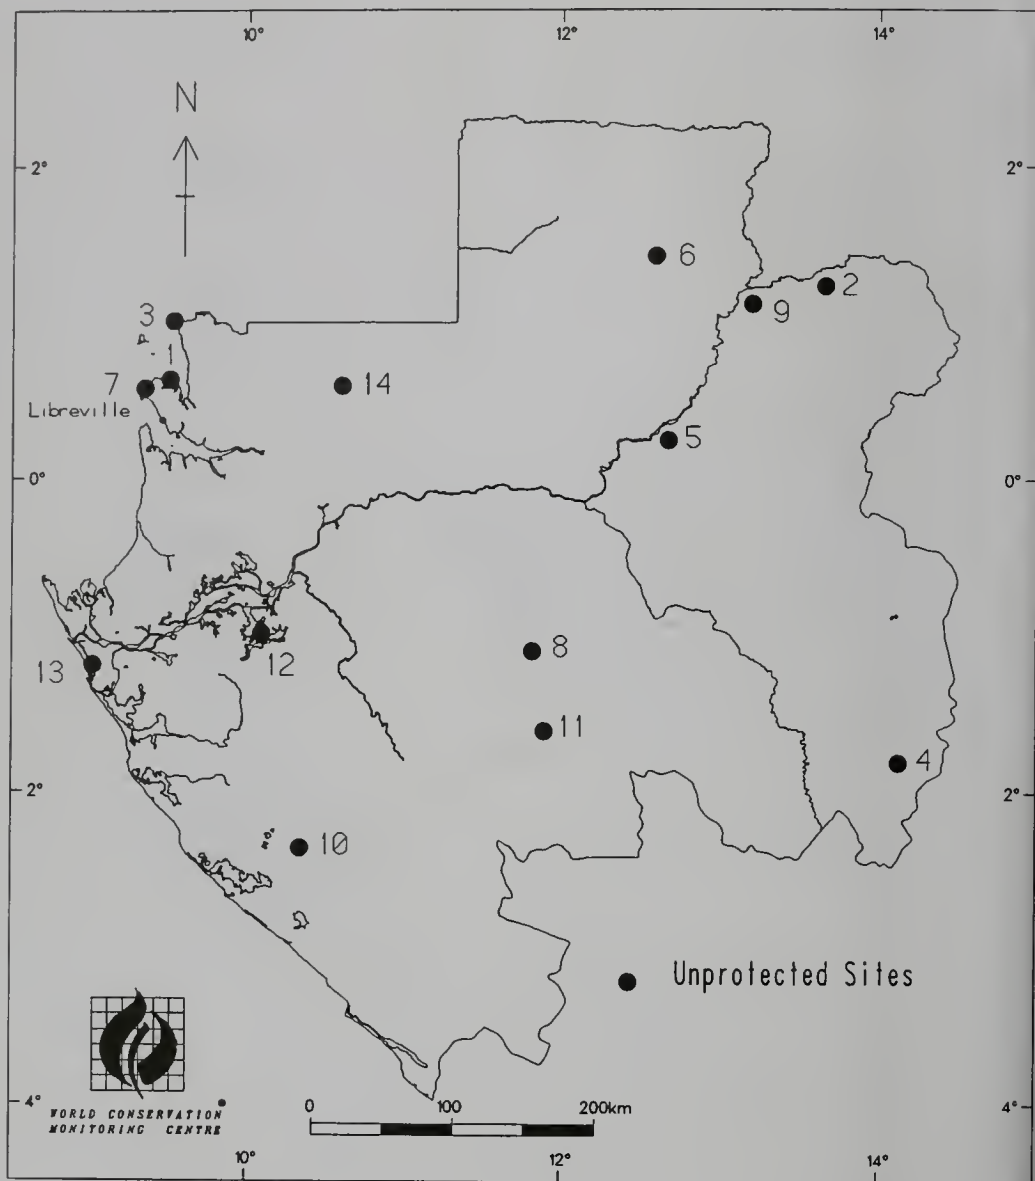 10° 12° 14°
N
2° 2°
6
2
9
3
1
7 14
Libreville
5
0° 0°
8
13 12
11
4
2° 2°
10
Unprotected Sites
WORLD CONSERVATION
MONITORING CENTRE
0 100 200km
4° 4°
10° 12° 14°